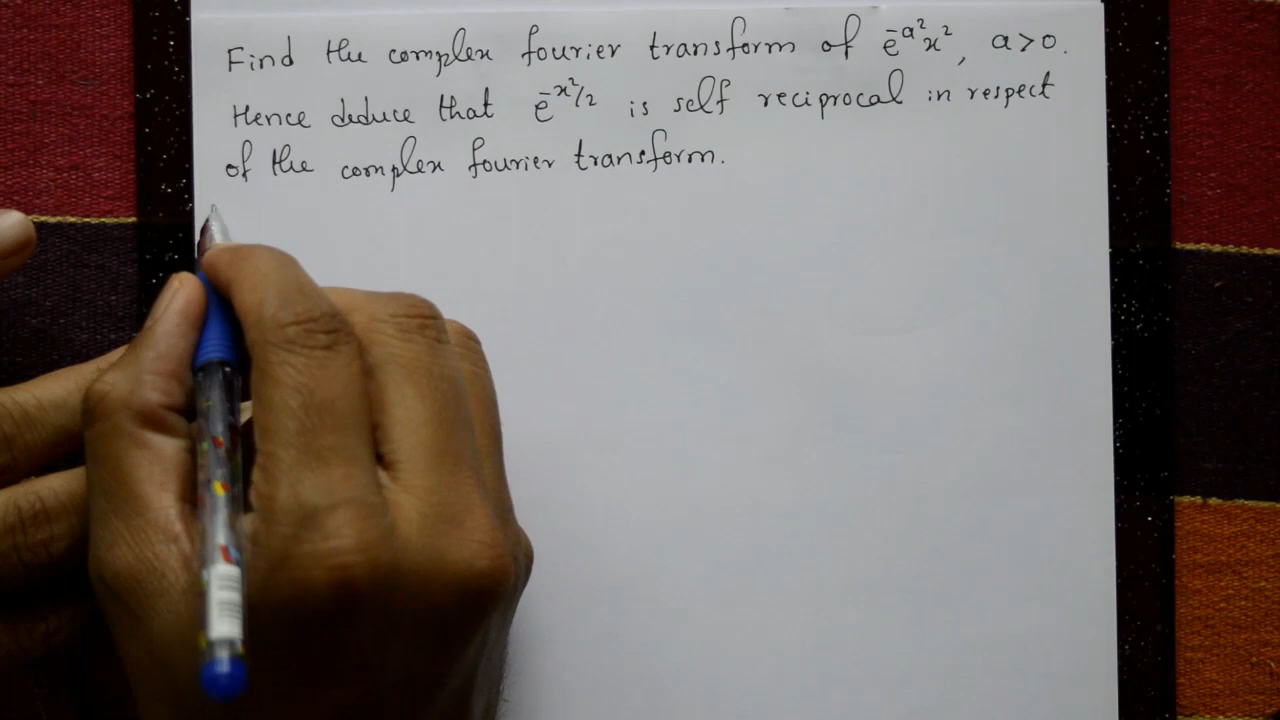 Find the complex fourier transform of e^{-a²x²}, a>0.
Hence deduce that e^{-x²/2} is self reciprocal in respect
of the complex fourier transform.